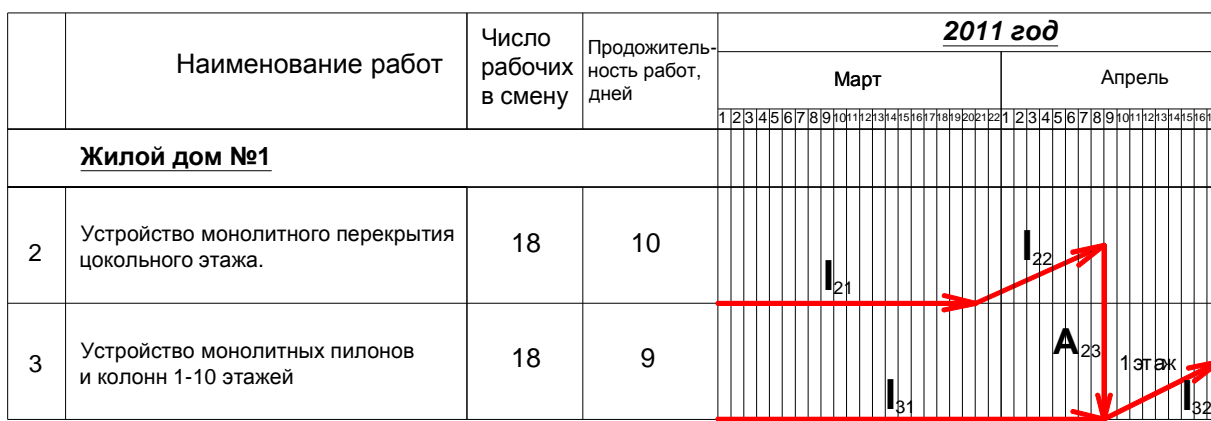 Наименование работ
Число
рабочих
в смену
Продожитель-
ность работ,
дней
2011 год
Март
Апрель
1 2 3 4 5 6 7 8 9 10 11 12 13 14 15 16 17 18 19 20 21 22 1 2 3 4 5 6 7 8 9 10 11 12 13 14 15 16 1
Жилой дом №1
2
Устройство монолитного перекрытия
цокольного этажа.
18
10
I21
I22
3
Устройство монолитных пилонов
и колонн 1-10 этажей
18
9
I31
A23
1 этаж
I32